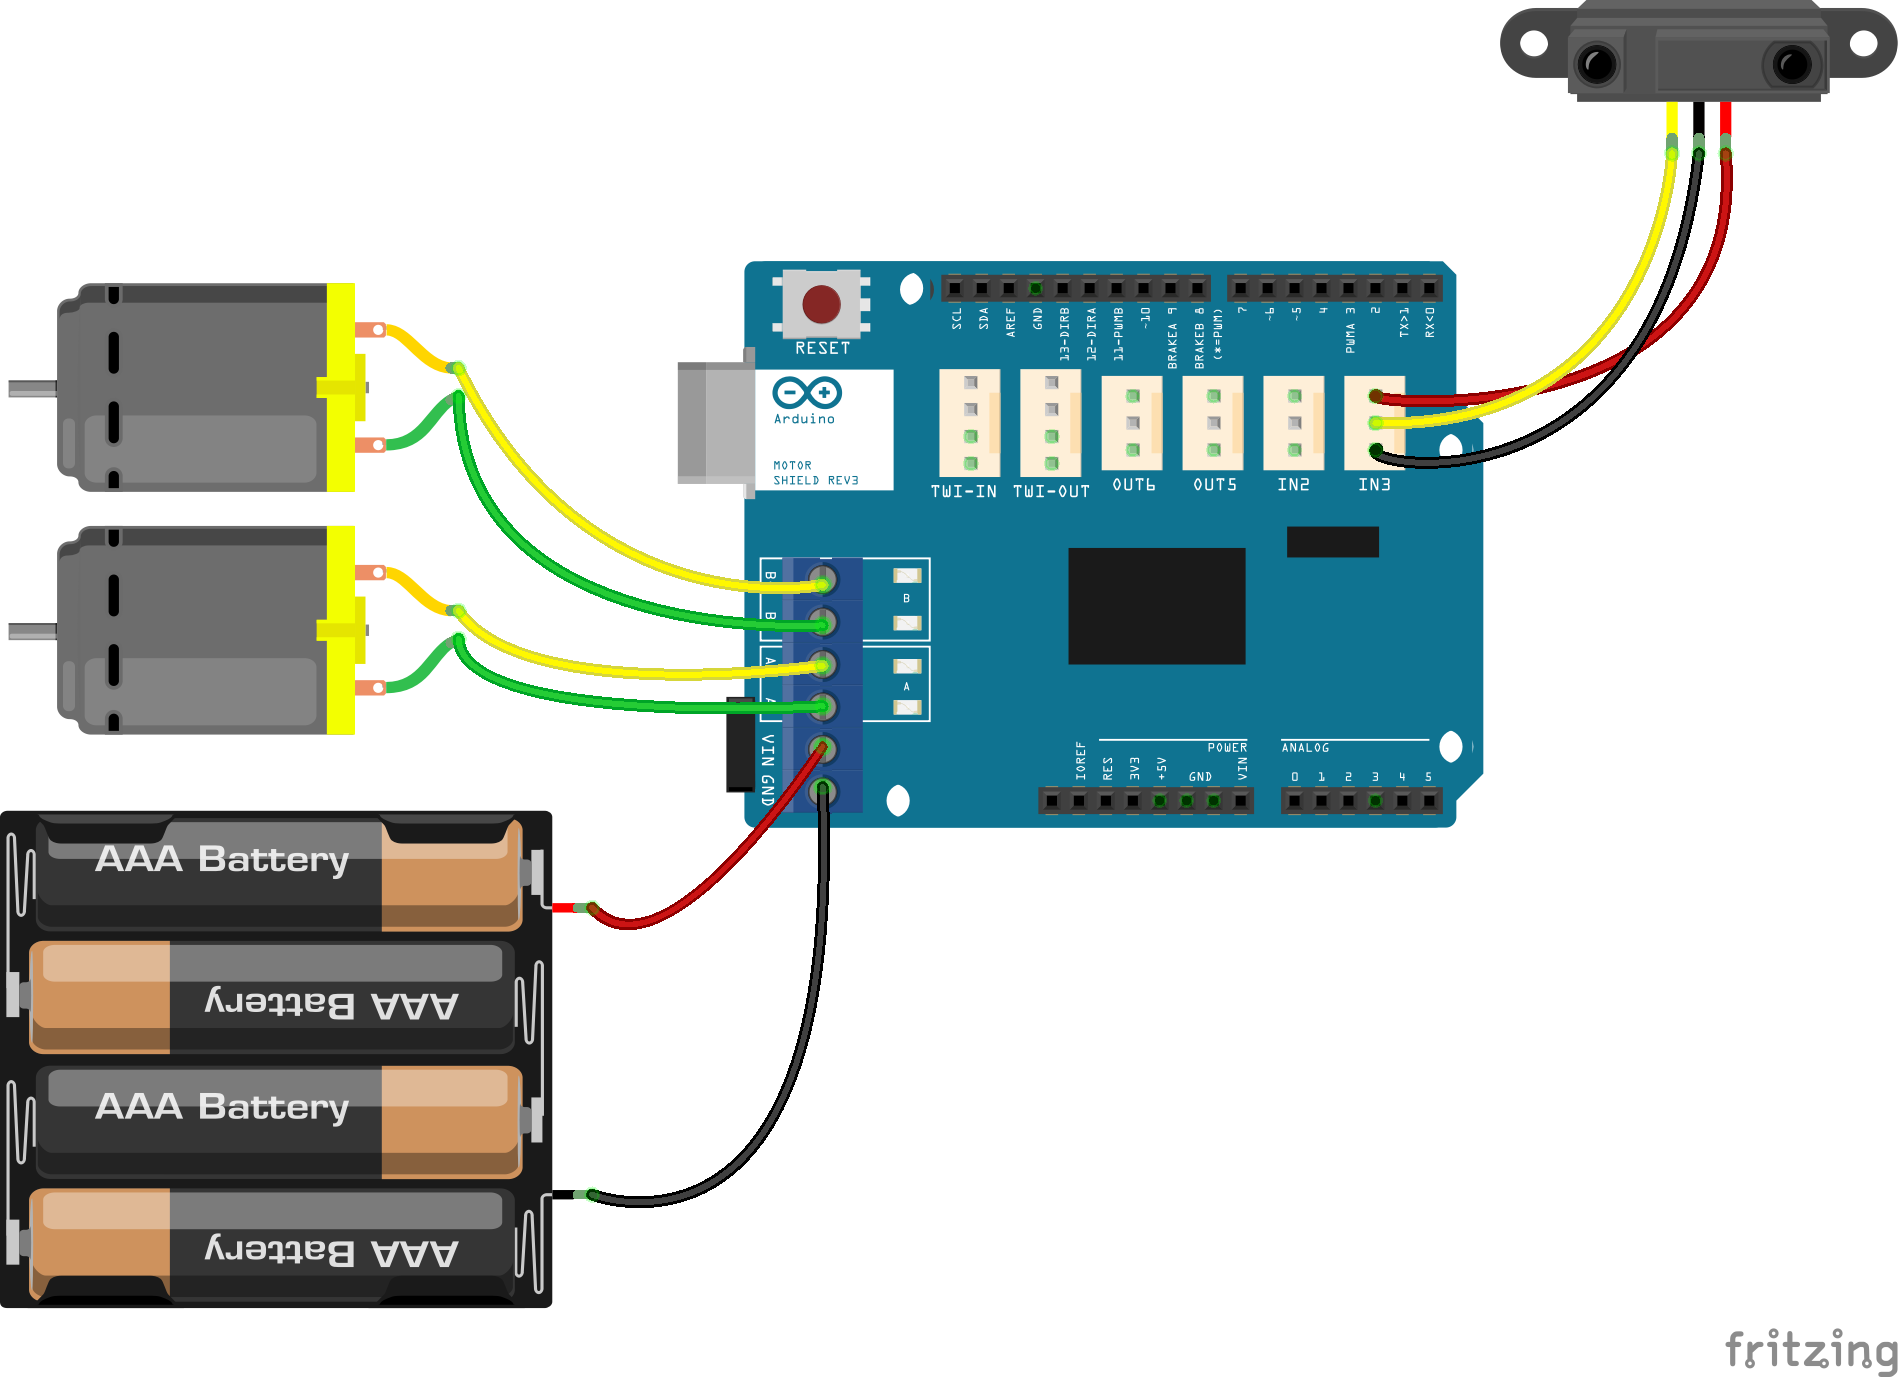 RESET
SCL
SDA
AREF
GND
13-DIRB
12-DIRA
11-PWMB
~10
BRAKEA 9
BRAKEB 8
(*=PWM)
7
~6
~5
4
PWMA 3
2
TX>1
RX<0
Arduino
MOTOR
SHIELD REV3
TWI-IN
TWI-OUT
OUT6
OUT5
IN2
IN3
B
B
B
A
A
A
VIN
GND
IOREF
RES
3V3
+5V
GND
VIN
POWER
ANALOG
0
1
2
3
4
5
AAA Battery
AAA Battery
AAA Battery
AAA Battery
fritzing